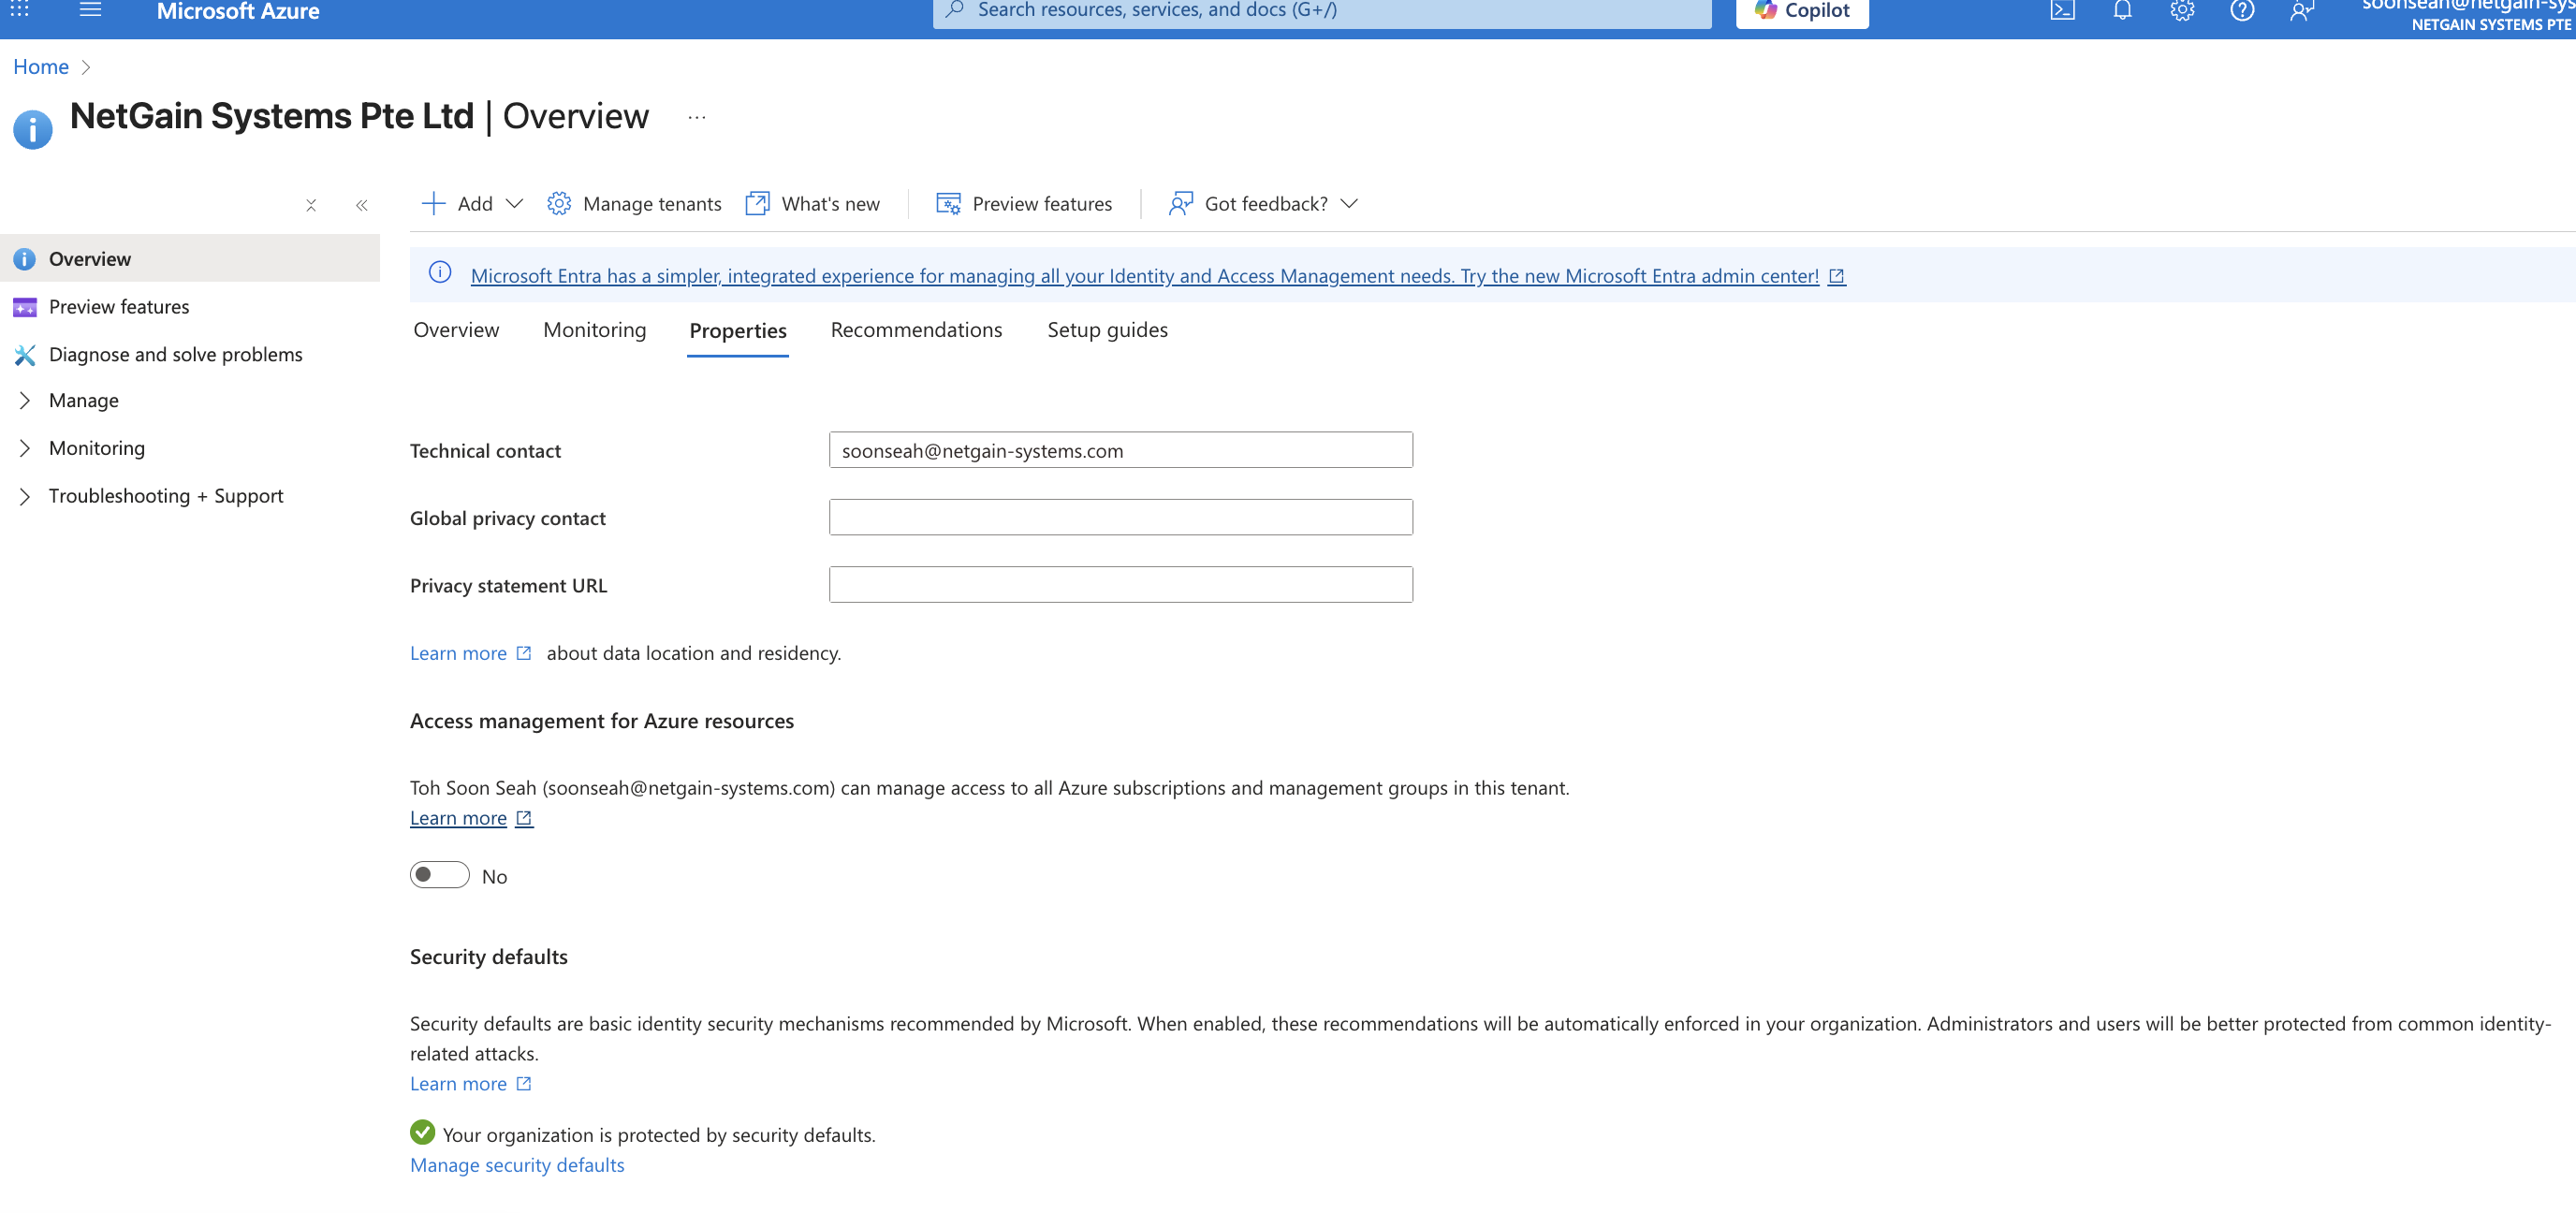 Microsoft Azure
Search resources, services, and docs (G+/)
Copilot
soonseah@netgain-sys
NETGAIN SYSTEMS PTE
Home
NetGain Systems Pte Ltd | Overview
Add
Manage tenants
What's new
Preview features
Got feedback?
Overview
Preview features
Diagnose and solve problems
Manage
Monitoring
Troubleshooting + Support
Microsoft Entra has a simpler, integrated experience for managing all your Identity and Access Management needs. Try the new Microsoft Entra admin center!
Overview
Monitoring
Properties
Recommendations
Setup guides
Technical contact
soonseah@netgain-systems.com
Global privacy contact
Privacy statement URL
Learn more about data location and residency.
Access management for Azure resources
Toh Soon Seah (soonseah@netgain-systems.com) can manage access to all Azure subscriptions and management groups in this tenant.
Learn more
No
Security defaults
Security defaults are basic identity security mechanisms recommended by Microsoft. When enabled, these recommendations will be automatically enforced in your organization. Administrators and users will be better protected from common identity-
related attacks.
Learn more
Your organization is protected by security defaults.
Manage security defaults